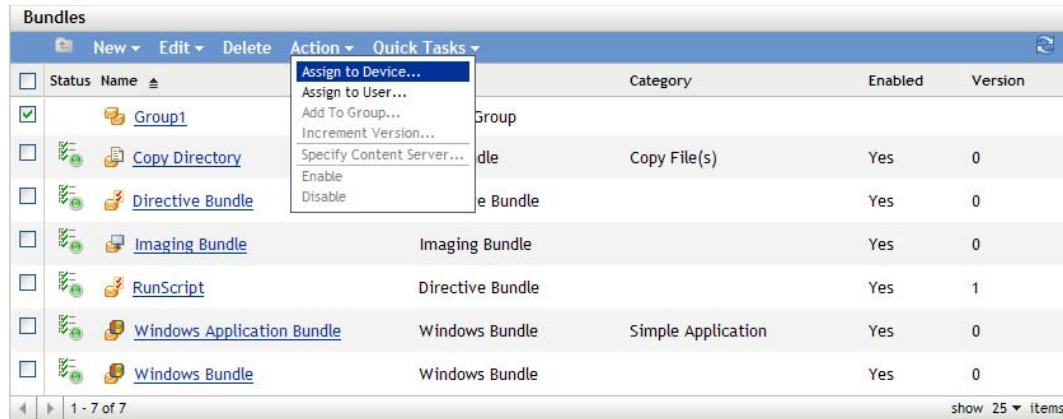 Bundles
New Edit Delete Action Quick Tasks
Status Name Category Enabled Version
Assign to Device...
Assign to User...
Add To Group...
Increment Version...
Specify Content Server...
Enable
Disable
Group1 Group
Copy Directory dle Copy File(s) Yes 0
Directive Bundle e Bundle Yes 0
Imaging Bundle Imaging Bundle Yes 0
RunScript Directive Bundle Yes 1
Windows Application Bundle Windows Bundle Simple Application Yes 0
Windows Bundle Windows Bundle Yes 0
1 - 7 of 7 show 25 items